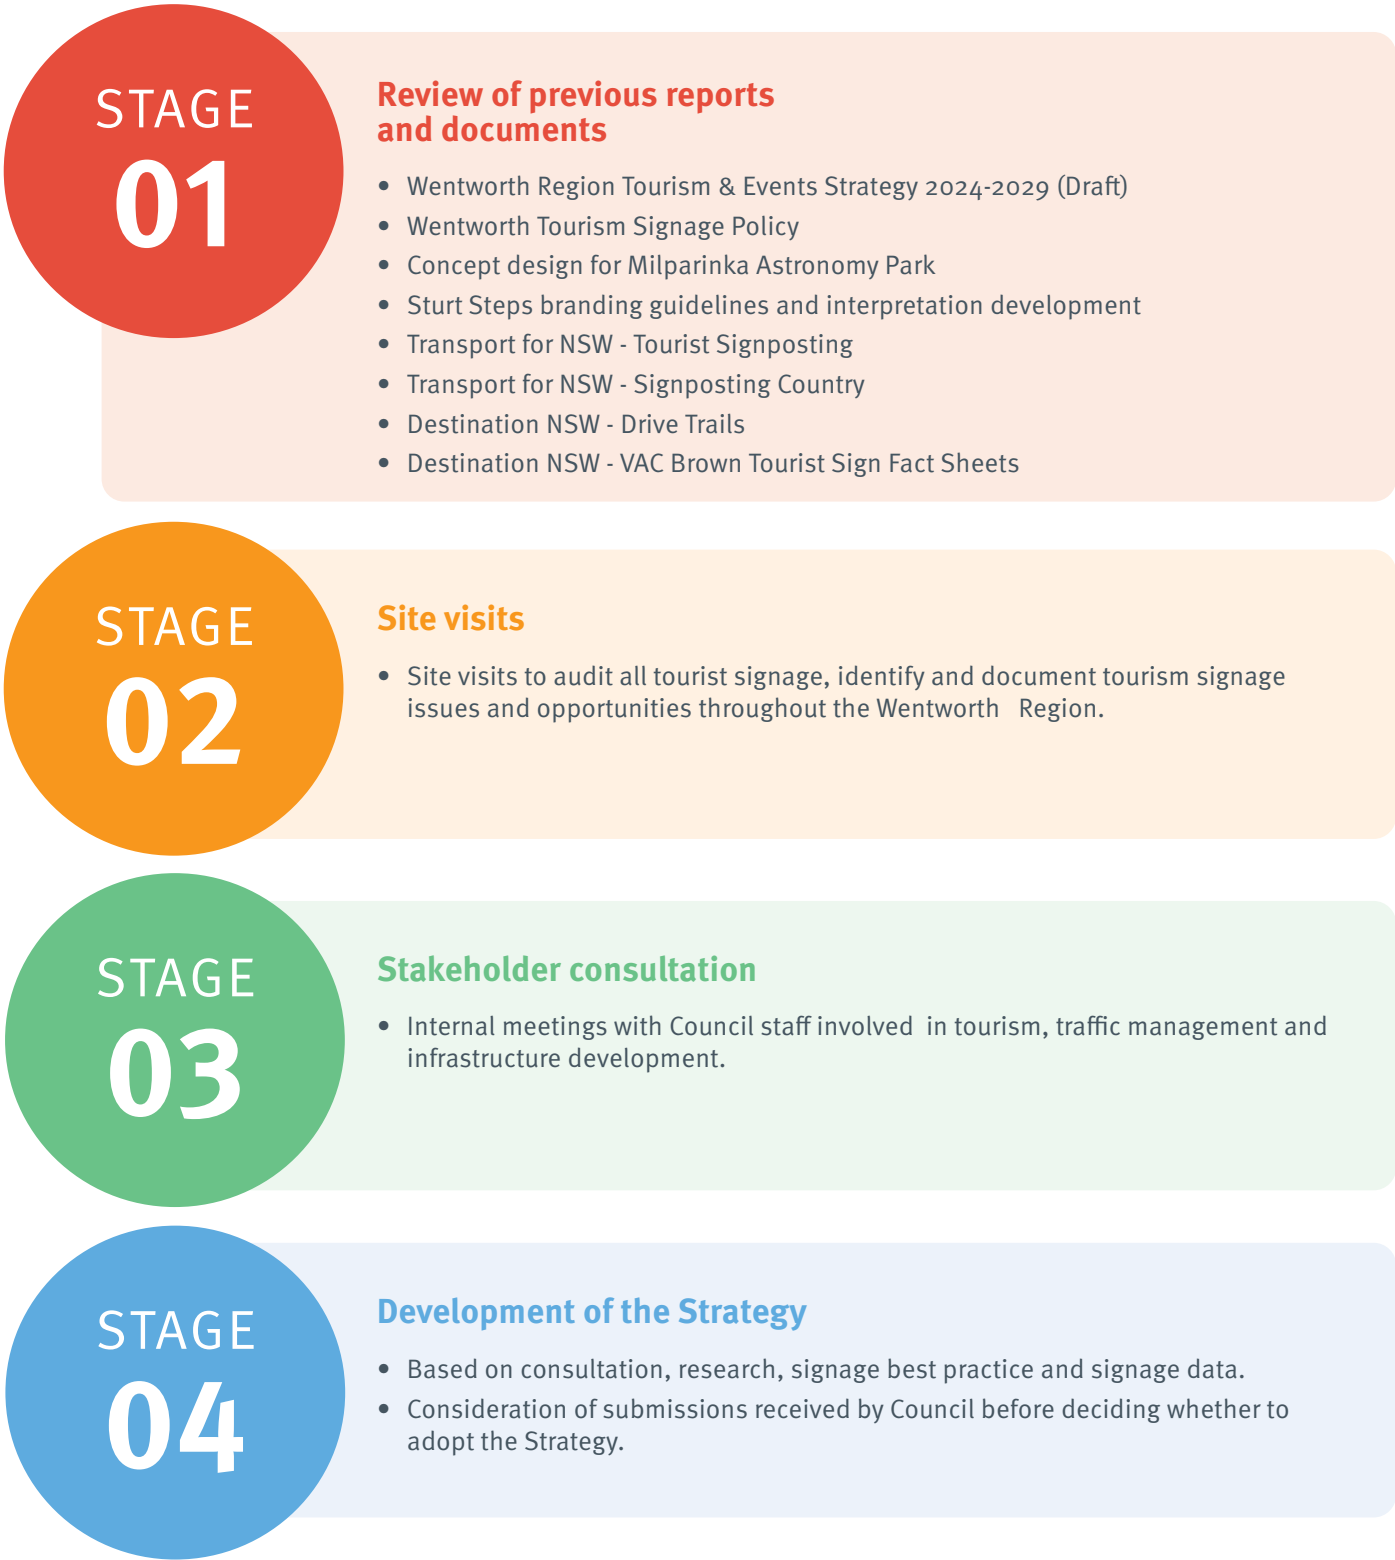 STAGE
01
Review of previous reports
and documents
• Wentworth Region Tourism & Events Strategy 2024-2029 (Draft)
• Wentworth Tourism Signage Policy
• Concept design for Milparinka Astronomy Park
• Sturt Steps branding guidelines and interpretation development
• Transport for NSW - Tourist Signposting
• Transport for NSW - Signposting Country
• Destination NSW - Drive Trails
• Destination NSW - VAC Brown Tourist Sign Fact Sheets
STAGE
02
Site visits
• Site visits to audit all tourist signage, identify and document tourism signage
issues and opportunities throughout the Wentworth Region.
STAGE
03
Stakeholder consultation
• Internal meetings with Council staff involved in tourism, traffic management and
infrastructure development.
STAGE
04
Development of the Strategy
• Based on consultation, research, signage best practice and signage data.
• Consideration of submissions received by Council before deciding whether to
adopt the Strategy.